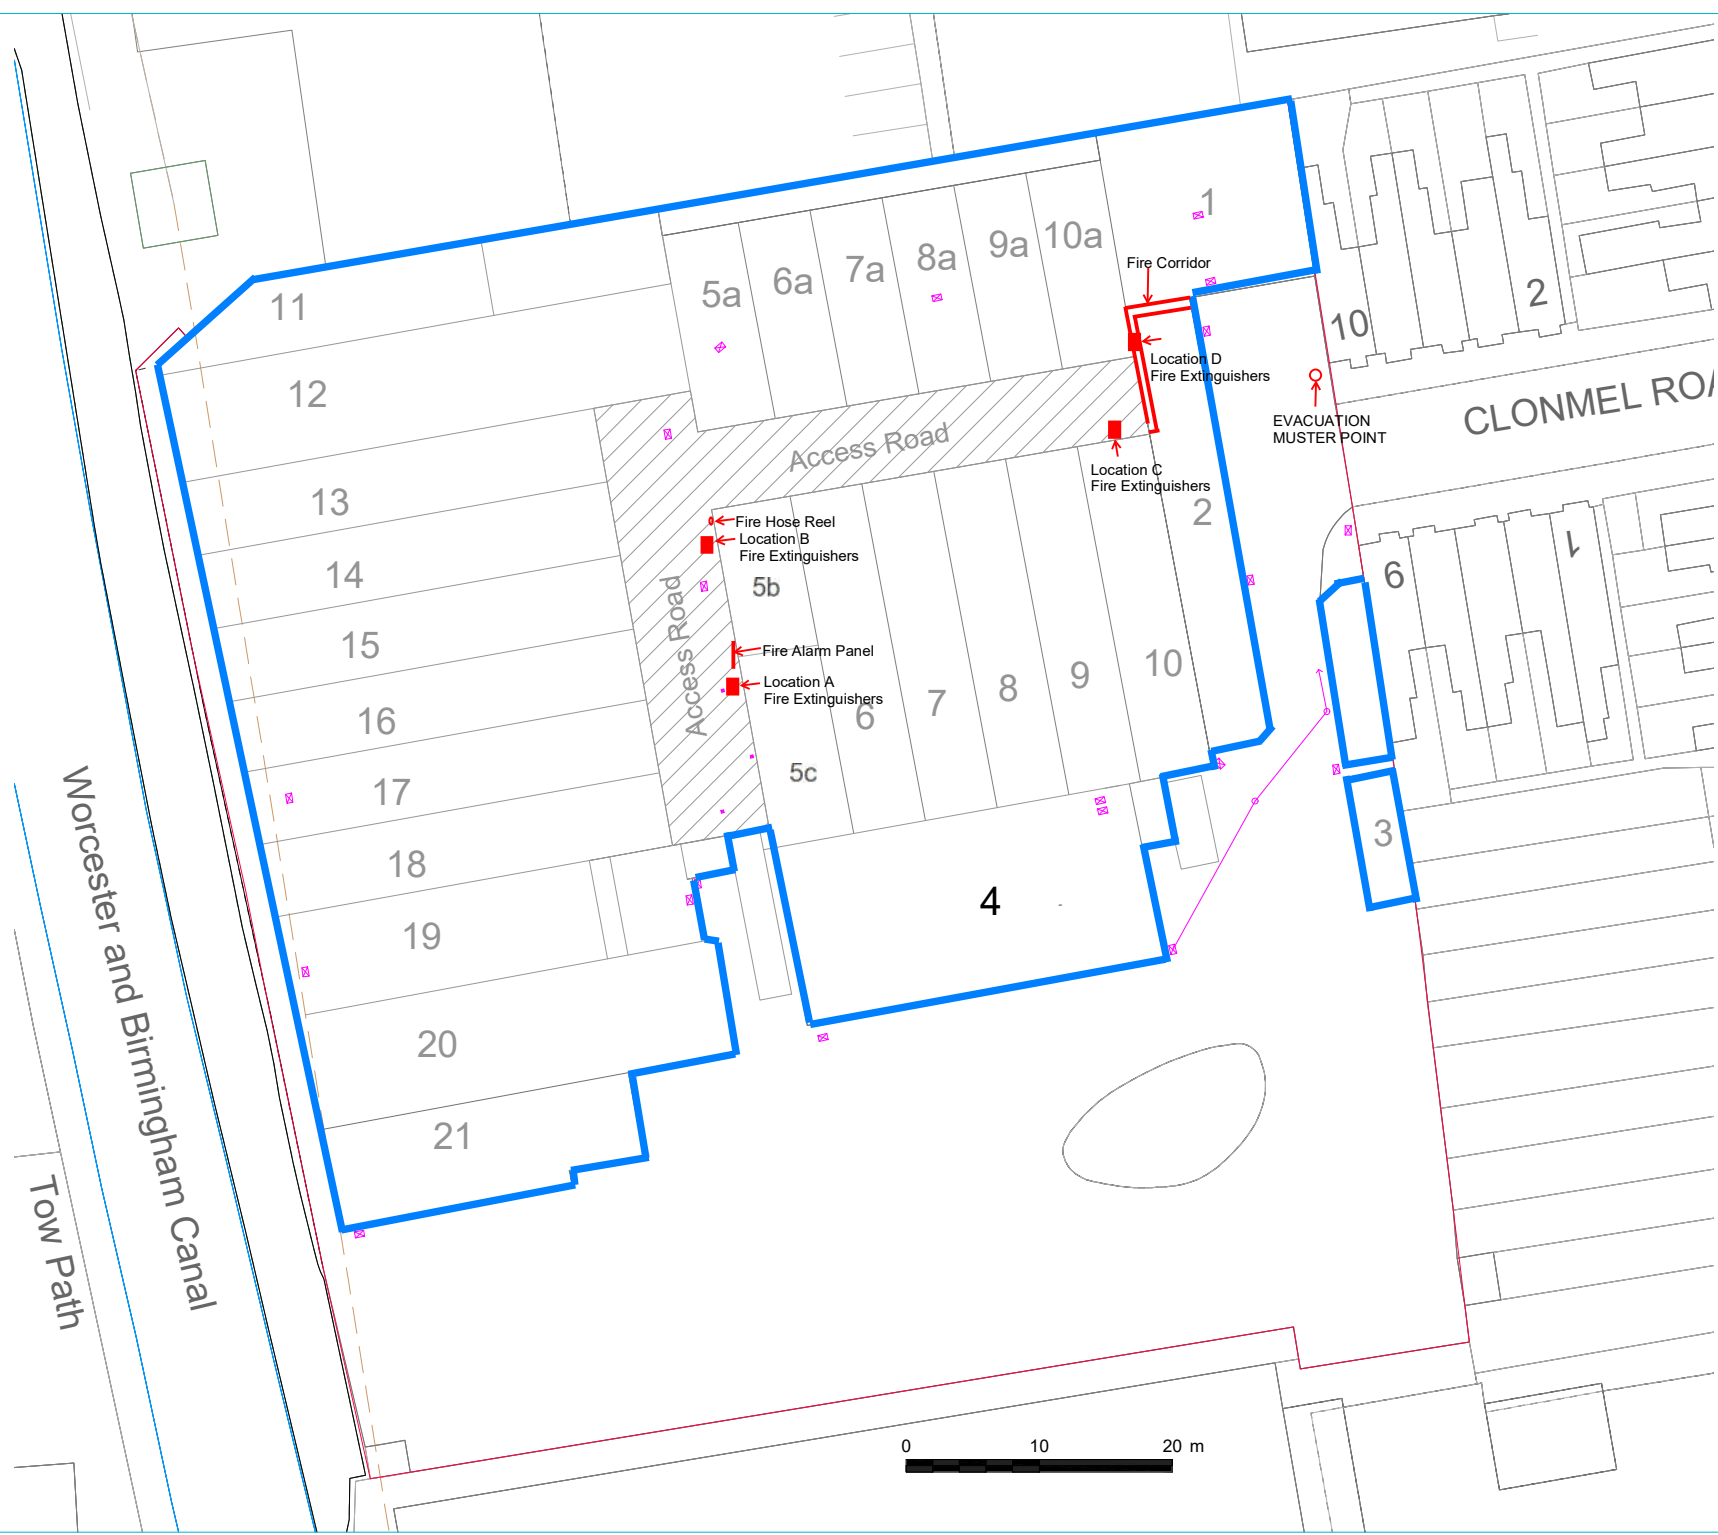 1
10a
9a
8a
7a
6a
5a
Fire Corridor
11
2
10
Location D
Fire Extinguishers
12
EVACUATION
MUSTER POINT
CLONMEL ROA
Access Road
Location C
Fire Extinguishers
13
2
Fire Hose Reel
Location B
Fire Extinguishers
14
5b
6
1
Access Road
15
Fire Alarm Panel
Location A
Fire Extinguishers
10
9
8
7
6
16
5c
17
3
18
4
19
20
21
Worcester and Birmingham Canal
Tow Path
0 10 20 m